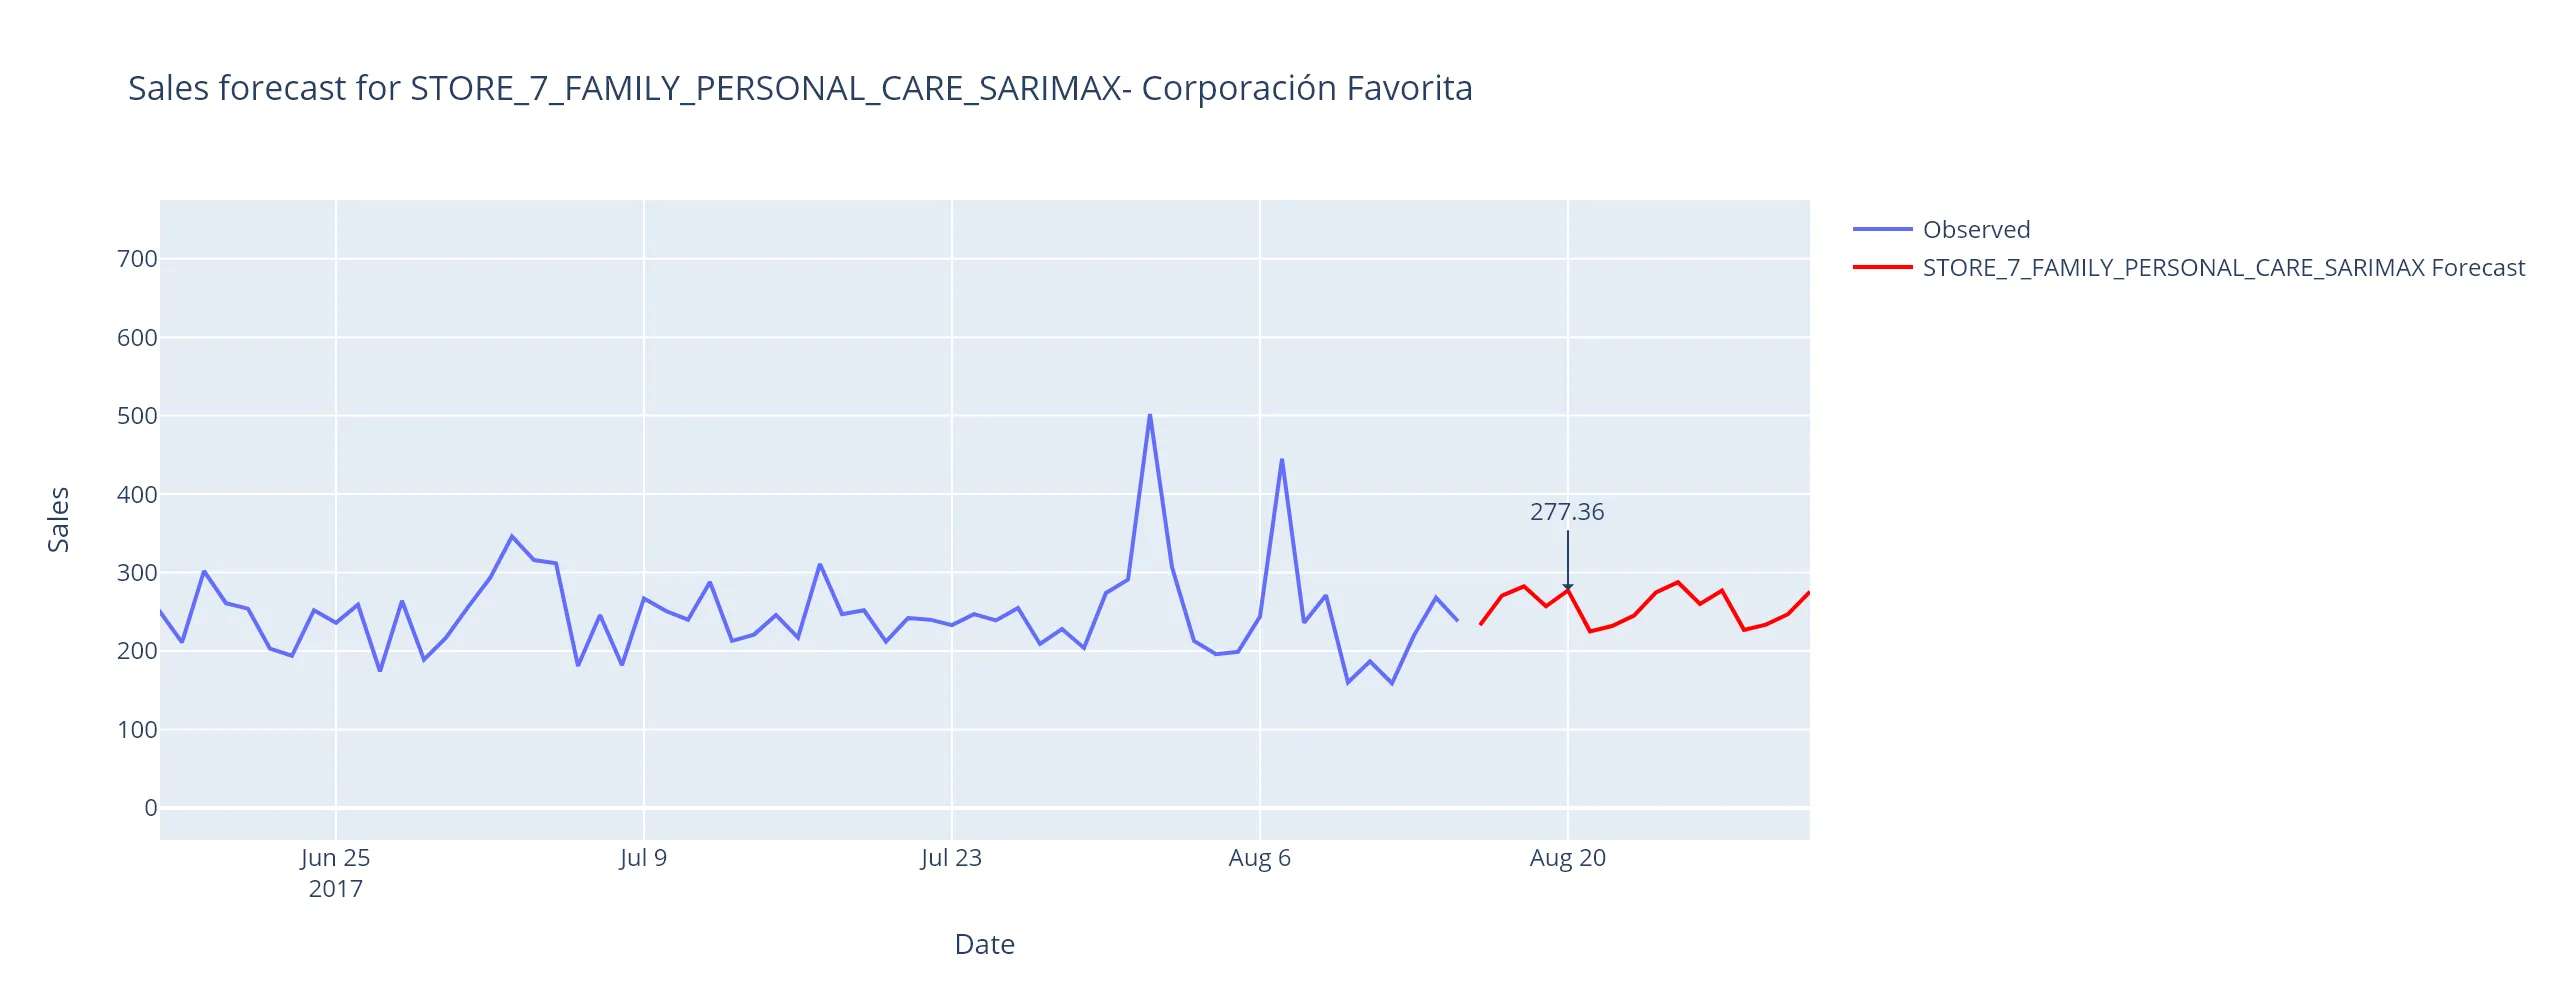 Sales forecast for STORE_7_FAMILY_PERSONAL_CARE_SARIMAX- Corporación Favorita
Observed
STORE_7_FAMILY_PERSONAL_CARE_SARIMAX Forecast
700
600
500
400
300
200
100
0
Sales
277.36
Jun 25
2017
Jul 9
Jul 23
Aug 6
Aug 20
Date